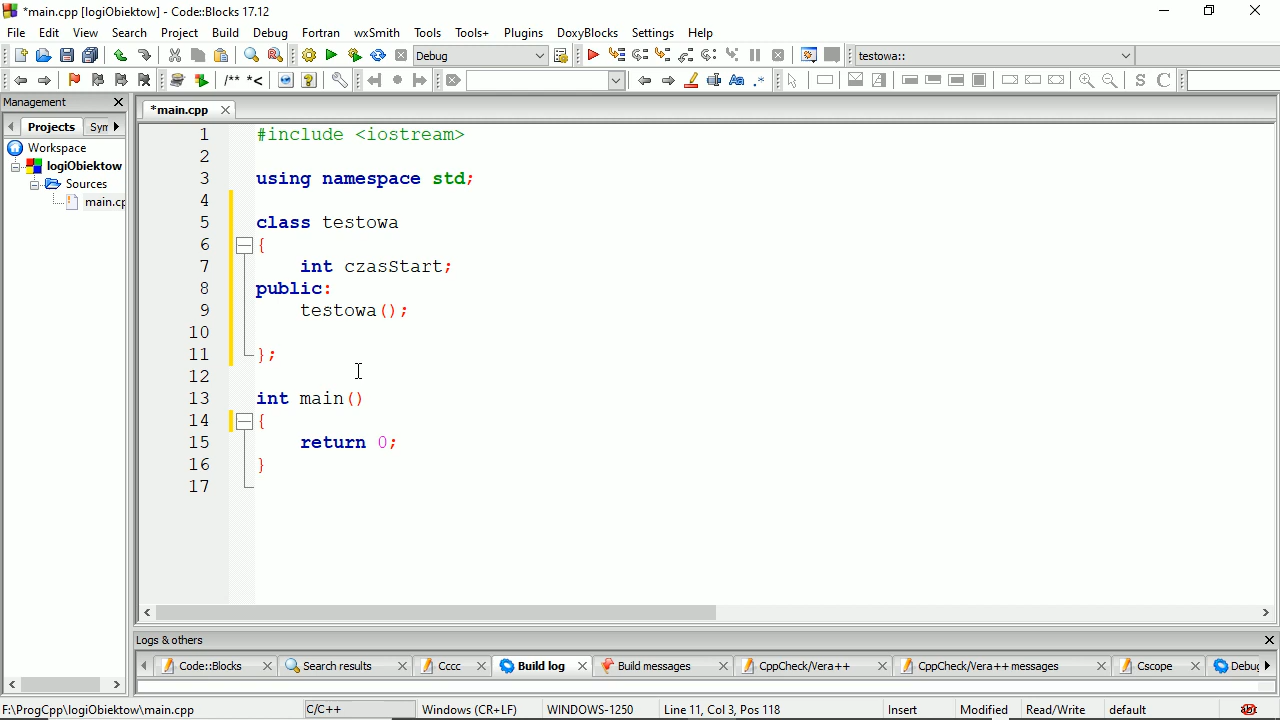 *main.cpp [logiObiektow] - Code::Blocks 17.12
File Edit View Search Project Build Debug Fortran wxSmith Tools Tools+ Plugins DoxyBlocks Settings Help
Debug testowa::
/** *<
Management
Projects Sym
*main.cpp
Workspace
logiObiektow
Sources
main.cp
1 #include <iostream>
2
3 using namespace std;
4
5 class testowa
6 {
7 int czasStart;
8 public:
9 testowa();
10
11 };
12
13 int main()
14 {
15 return 0;
16 }
17
Logs & others
Code::Blocks Search results Cccc Build log Build messages CppCheck/Vera++ CppCheck/Vera++ messages Cscope Debug
F:\ProgCpp\logiObiektow\main.cpp C/C++ Windows (CR+LF) WINDOWS-1250 Line 11, Col 3, Pos 118 Insert Modified Read/Write default